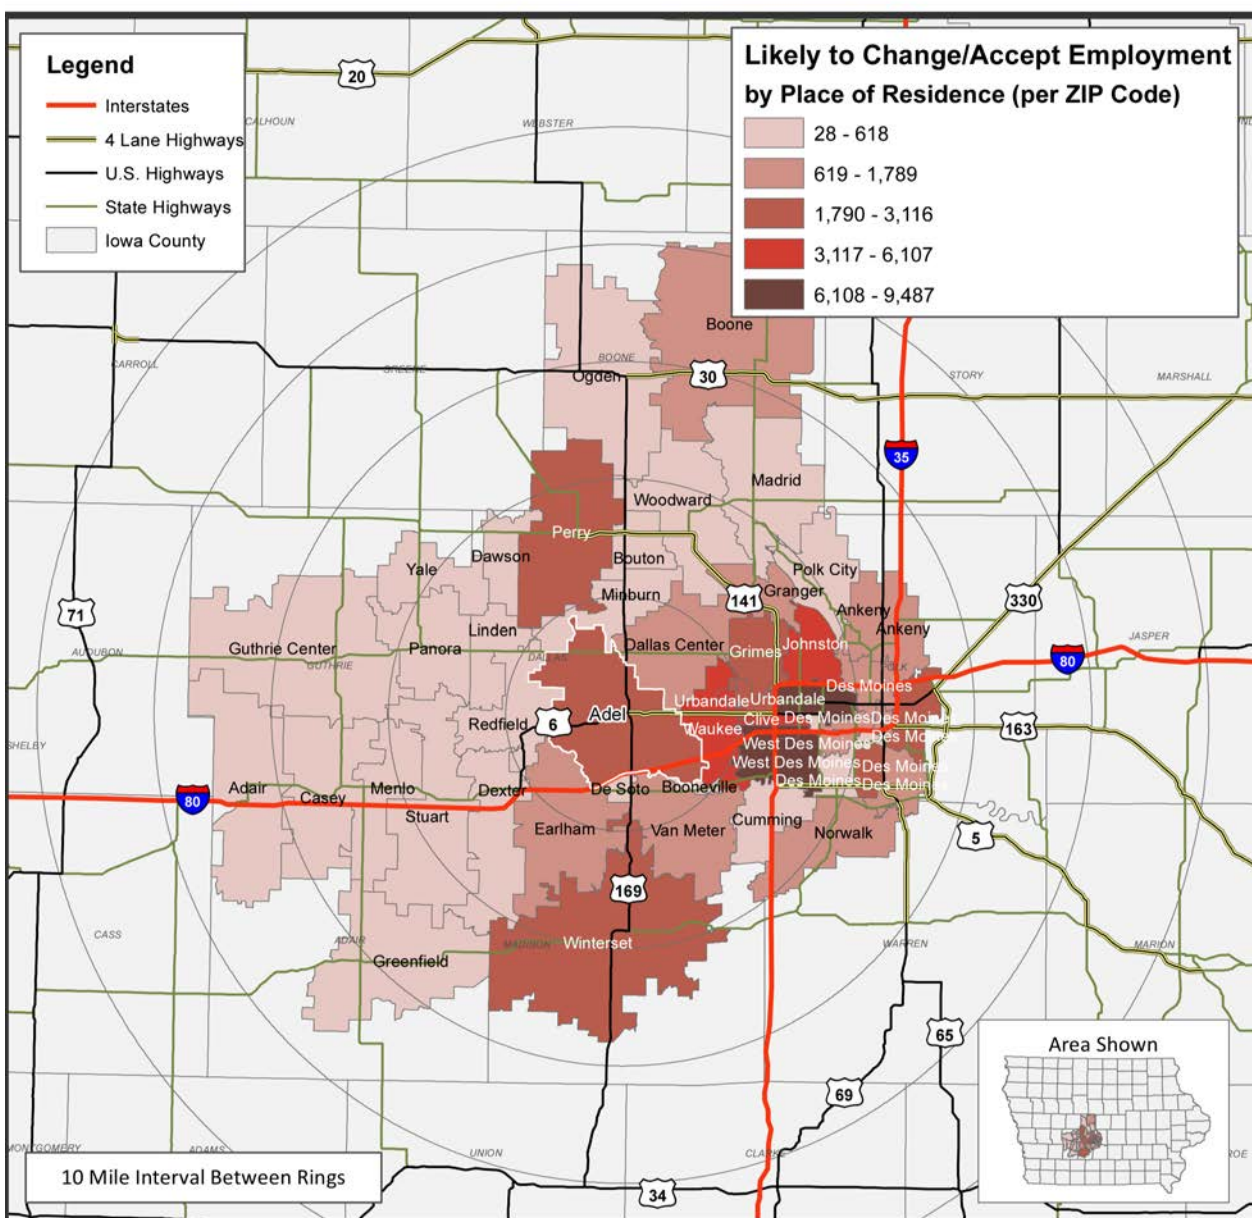 Legend
Interstates
4 Lane Highways
U.S. Highways
State Highways
Iowa County
Likely to Change/Accept Employment
by Place of Residence (per ZIP Code)
28 - 618
619 - 1,789
1,790 - 3,116
3,117 - 6,107
6,108 - 9,487
20
CALHOUN
WEBSTER
Boone
BOONE
CARROLL
GREENE
Ogden
30
STORY
MARSHALL
35
Madrid
Woodward
Perry
Dawson
Bouton
Yale
Polk City
Minburn
141
Granger
330
71
Ankeny
Ankeny
Linden
JASPER
Guthrie Center
Panora
Dallas Center
Johnston
Grimes
AUDUBON
GUTHRIE
DALLAS
80
Des Moines
Urbandale
Urbandale
Adel
Redfield
6
Clive
Des Moines
Des Moines
Waukee
163
Des Moines
West Des Moines
SHELBY
West Des Moines
Des Moines
Des Moines
Des Moines
Adair
Menlo
Dexter
De Soto
Booneville
80
Casey
Stuart
Cumming
Earlham
Van Meter
Norwalk
5
169
CASS
ADAIR
MADISON
Winterset
WARREN
MARION
Greenfield
65
Area Shown
69
MONTGOMERY
ADAMS
UNION
CLARKE
10 Mile Interval Between Rings
34